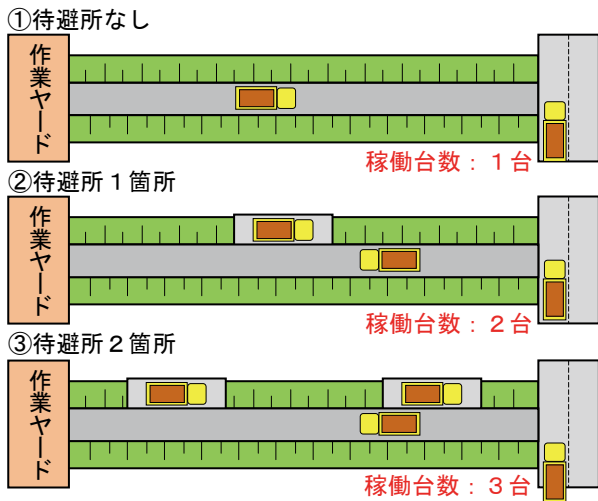 ①待避所なし
作業ヤード
稼働台数：１台
②待避所１箇所
作業ヤード
稼働台数：２台
③待避所２箇所
作業ヤード
稼働台数：３台